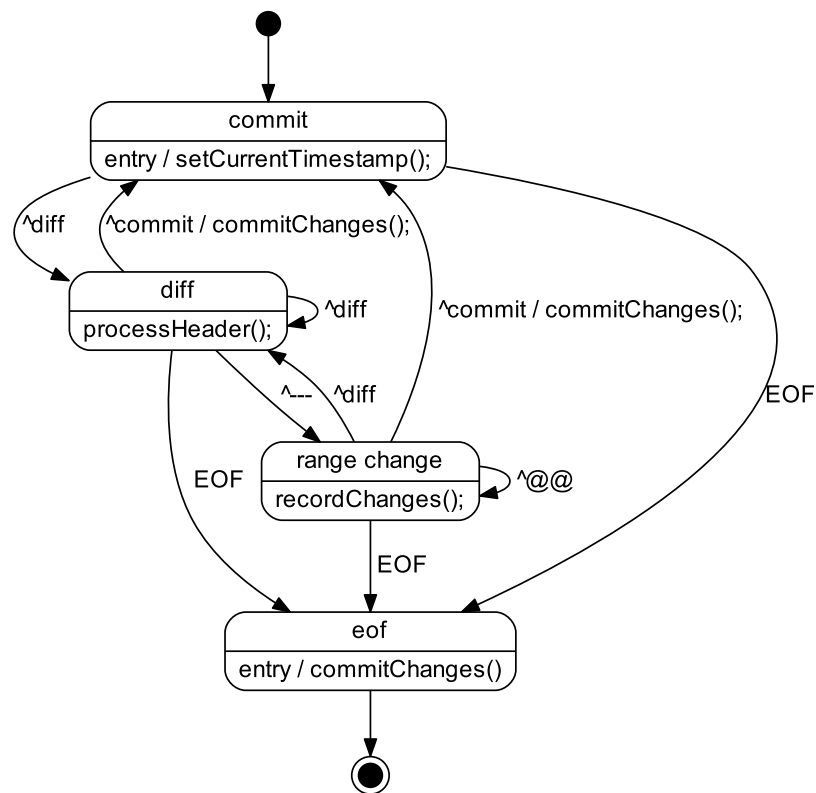 commit
entry / setCurrentTimestamp();
^diff
^commit / commitChanges();
diff
processHeader();
^diff
^commit / commitChanges();
^---
^diff
EOF
range change
recordChanges();
^@@
EOF
EOF
eof
entry / commitChanges()